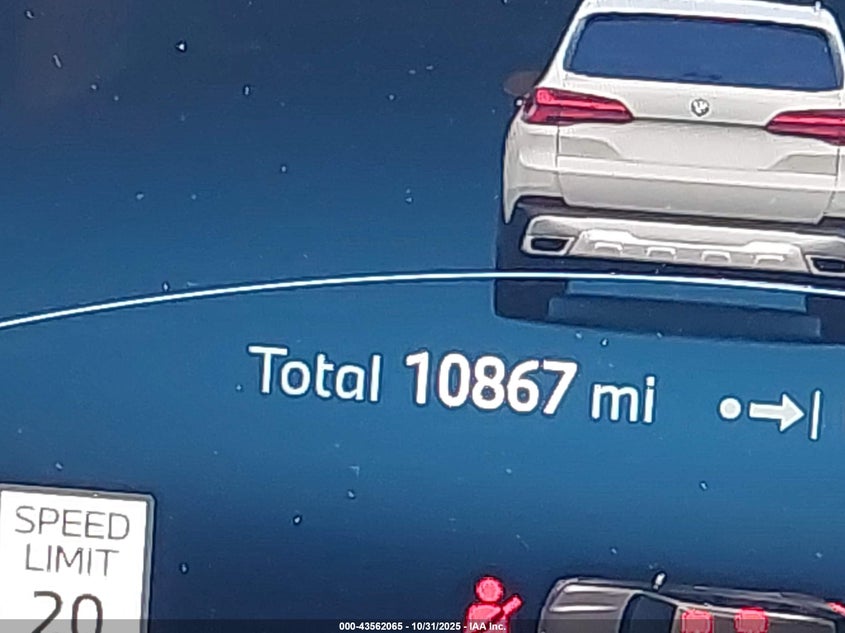 Total 10867 mi
SPEED
LIMIT
20
000-43562065 - 10/31/2025 - IAA Inc.